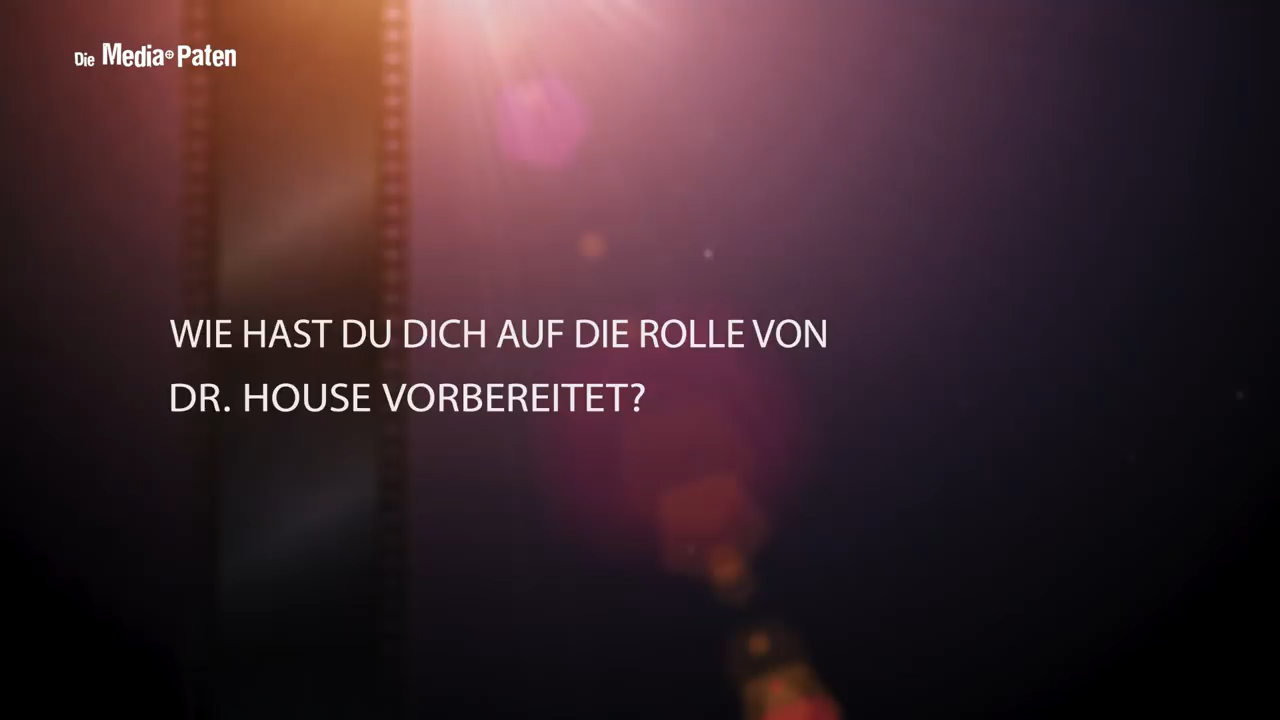 Die Media Paten
WIE HAST DU DICH AUF DIE ROLLE VON
DR. HOUSE VORBEREITET?